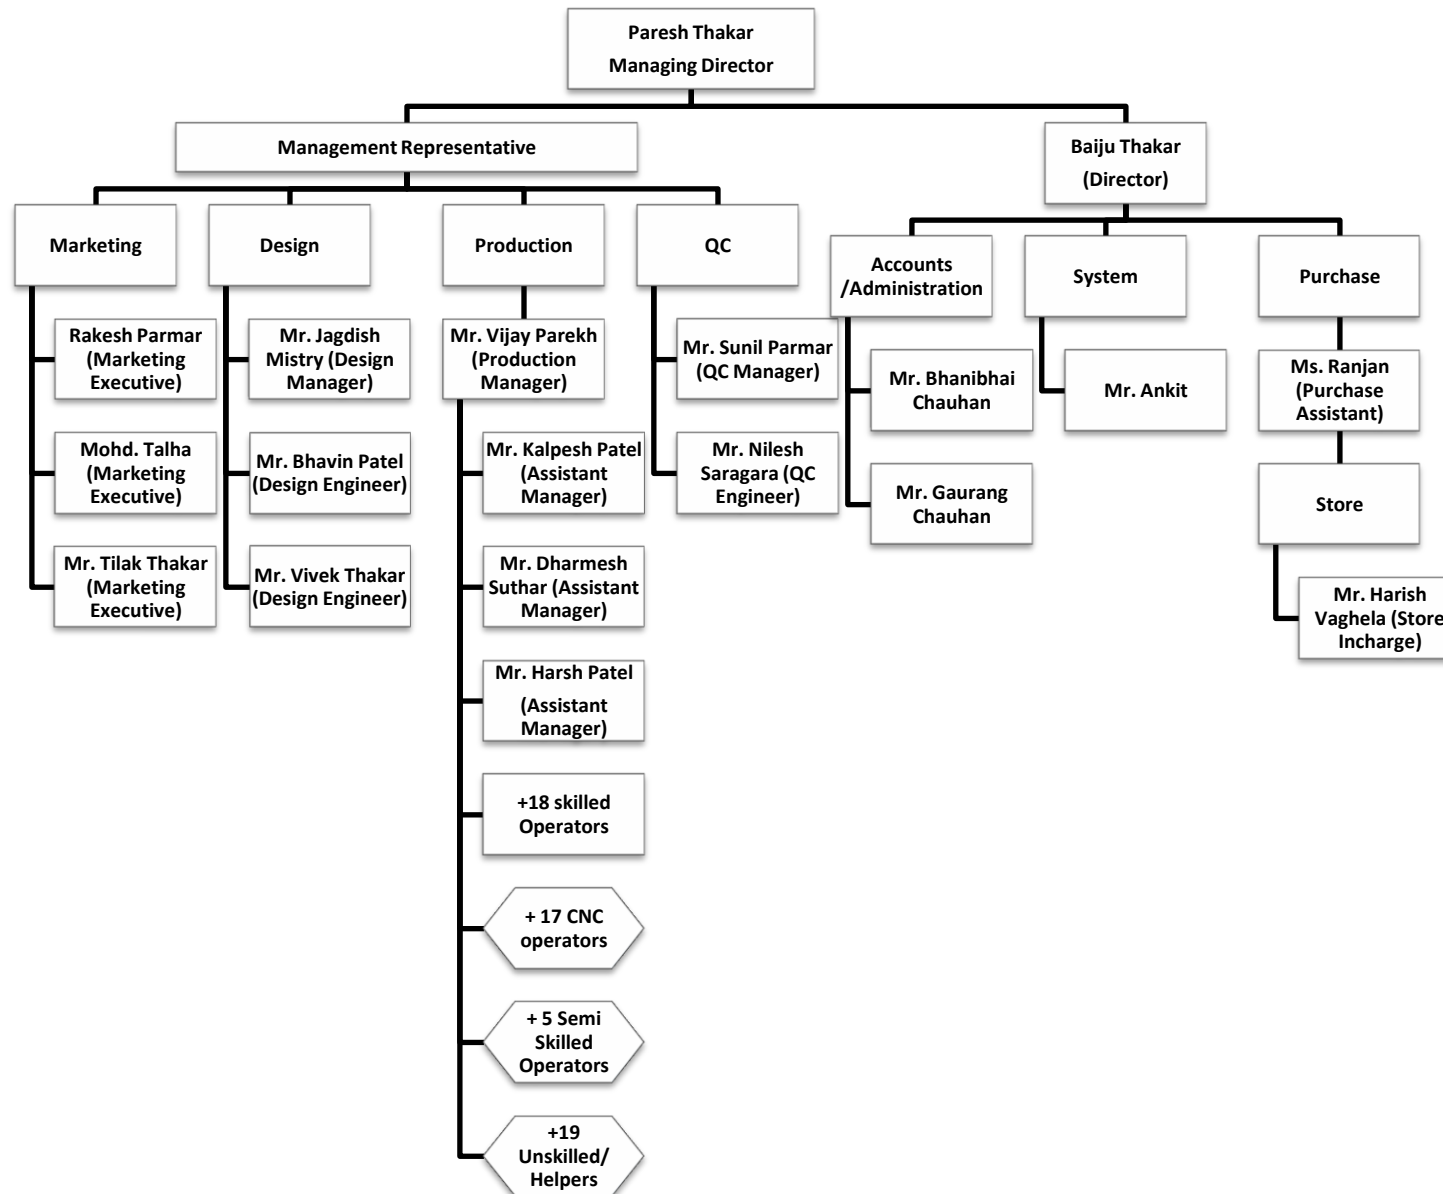 Paresh Thakar
Managing Director
Management Representative
Baiju Thakar
(Director)
Marketing
Design
Production
QC
Accounts
/Administration
System
Purchase
Rakesh Parmar
(Marketing
Executive)
Mr. Jagdish
Mistry (Design
Manager)
Mr. Vijay Parekh
(Production
Manager)
Mr. Sunil Parmar
(QC Manager)
Mr. Bhanibhai
Chauhan
Mr. Ankit
Ms. Ranjan
(Purchase
Assistant)
Mohd. Talha
(Marketing
Executive)
Mr. Bhavin Patel
(Design Engineer)
Mr. Kalpesh Patel
(Assistant
Manager)
Mr. Nilesh
Saragara (QC
Engineer)
Mr. Gaurang
Chauhan
Store
Mr. Tilak Thakar
(Marketing
Executive)
Mr. Vivek Thakar
(Design Engineer)
Mr. Dharmesh
Suthar (Assistant
Manager)
Mr. Harish
Vaghela (Store
Incharge)
Mr. Harsh Patel
(Assistant
Manager)
+18 skilled
Operators
+ 17 CNC
operators
+ 5 Semi
Skilled
Operators
+19
Unskilled/
Helpers